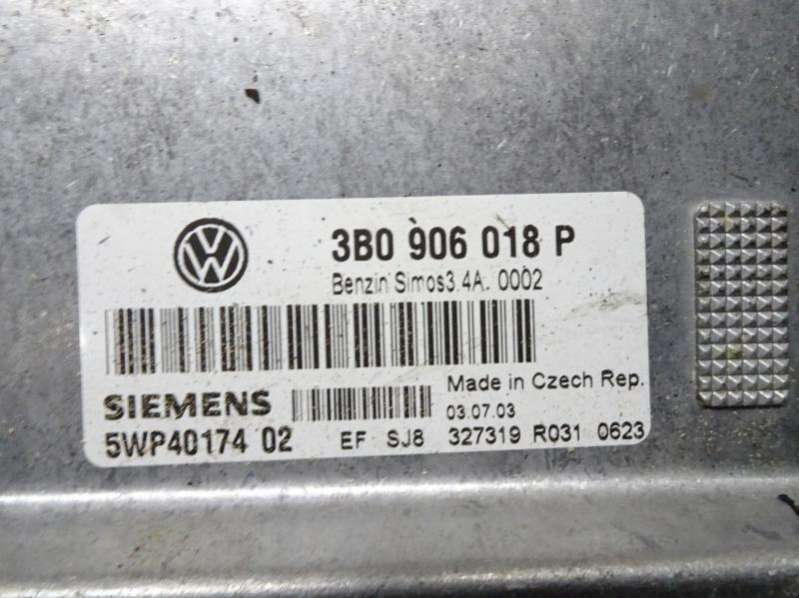 3B0 906 018 P
Benzin Simos3.4A. 0002
Made in Czech Rep.
SIEMENS 03.07.03
5WP40174 02 EF SJ8 327319 R031 0623